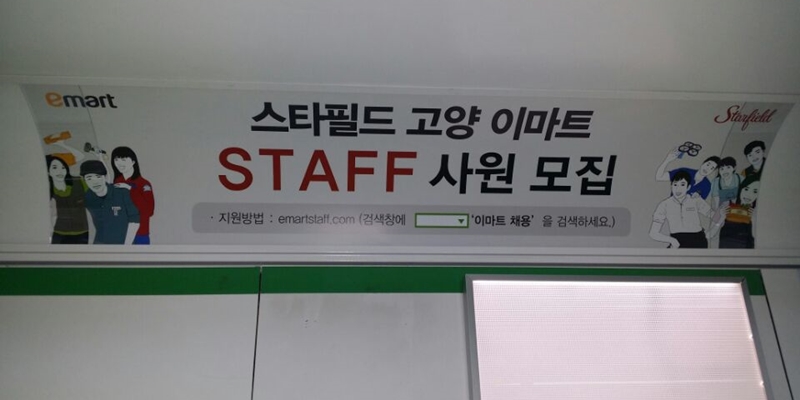 emart
스타필드 고양 이마트
Starfield
STAFF 사원 모집
· 지원방법 : emartstaff.com (검색창에 '이마트 채용' 을 검색하세요.)